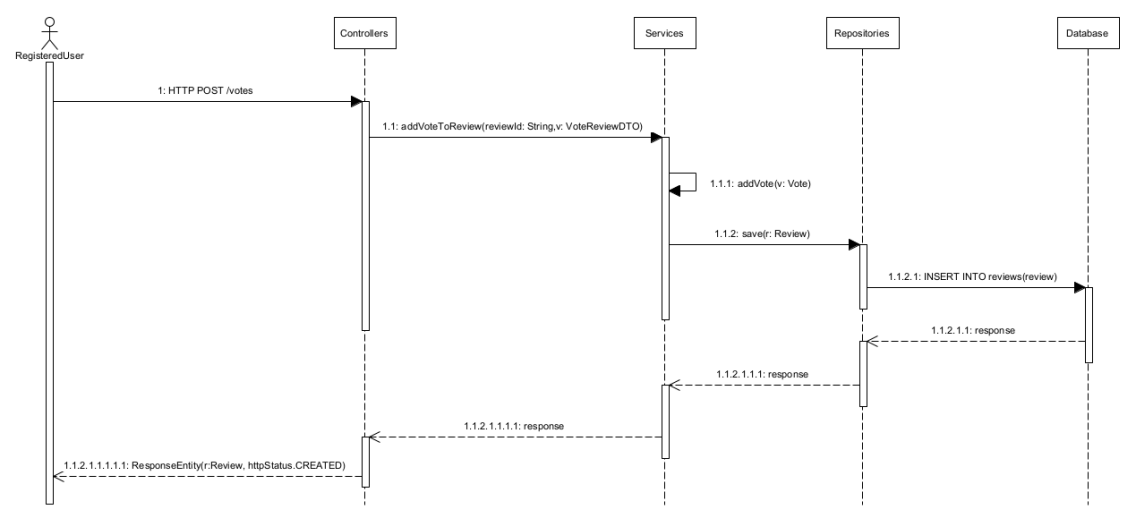 RegisteredUser
Controllers
Services
Repositories
Database
1: HTTP POST /votes
1.1: addVoteToReview(reviewId: String,v: VoteReviewDTO)
1.1.1: addVote(v: Vote)
1.1.2: save(r: Review)
1.1.2.1: INSERT INTO reviews(review)
1.1.2.1.1: response
1.1.2.1.1.1: response
1.1.2.1.1.1.1: response
1.1.2.1.1.1.1.1: ResponseEntity(r:Review, httpStatus.CREATED)